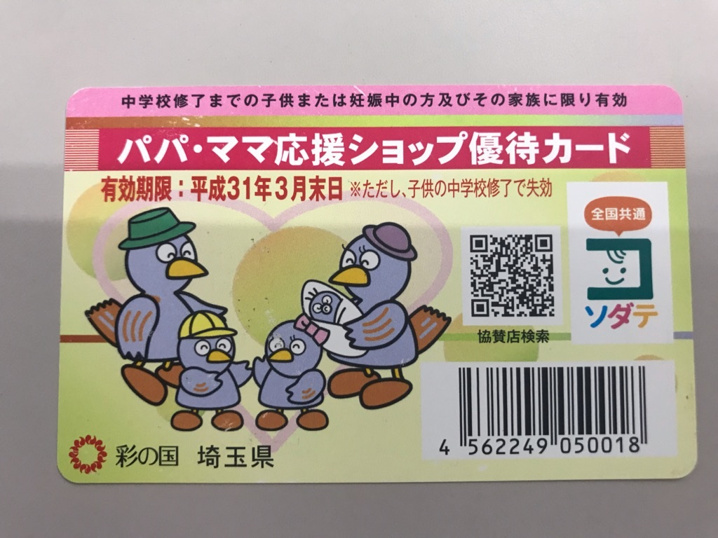 中学校修了までの子供または妊娠中の方及びその家族に限り有効
パパ・ママ応援ショップ優待カード
有効期限：平成31年3月末日 ※ただし、子供の中学校修了で失効
全国共通
コ
ソダテ
協賛店検索
4 562249 050018
彩の国 埼玉県